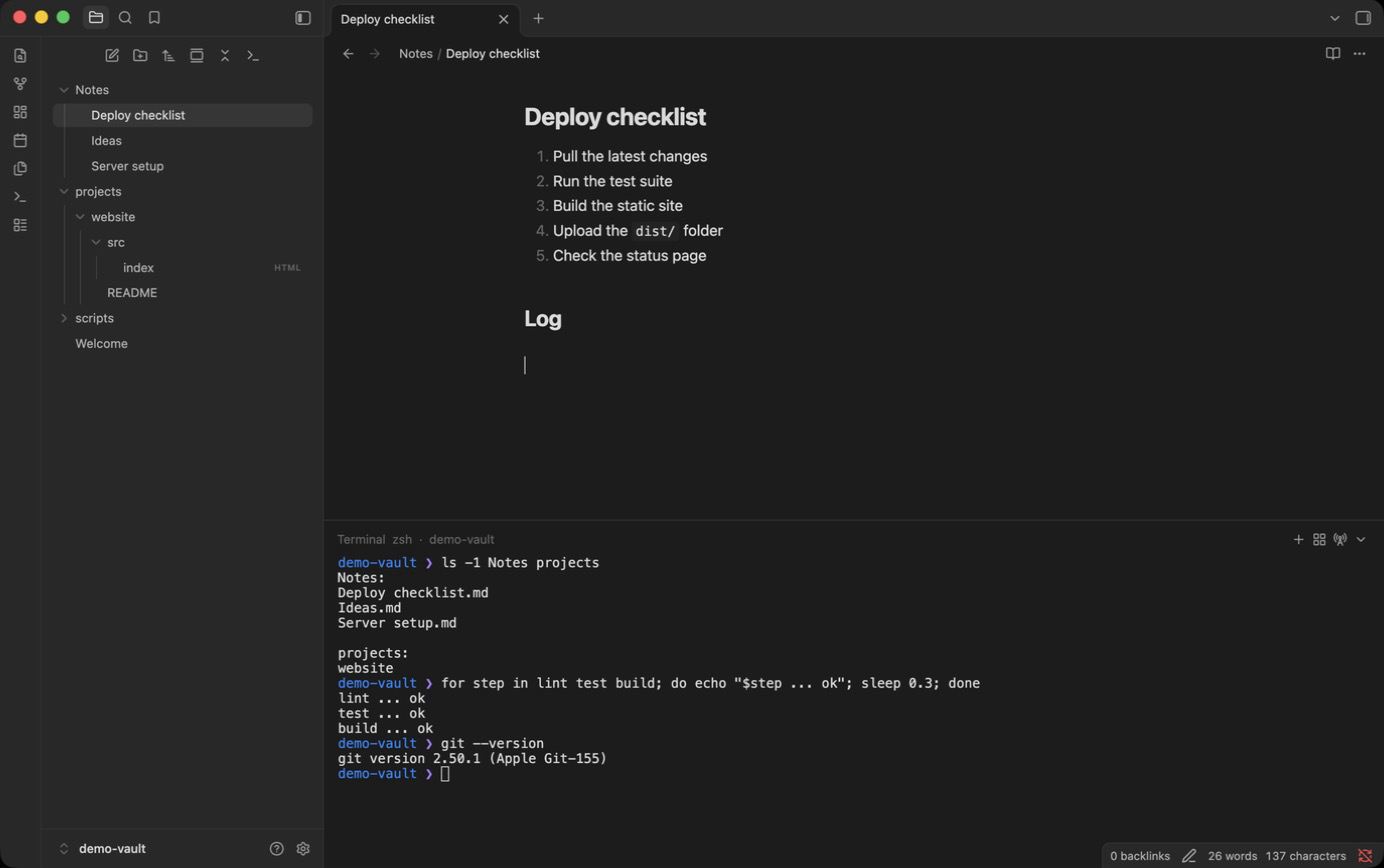 Deploy checklist
Notes / Deploy checklist
Notes
Deploy checklist
Ideas
Server setup
projects
website
src
index HTML
README
scripts
Welcome
demo-vault
Deploy checklist
1. Pull the latest changes
2. Run the test suite
3. Build the static site
4. Upload the dist/ folder
5. Check the status page
Log
Terminal zsh · demo-vault
demo-vault ❯ ls -1 Notes projects
Notes:
Deploy checklist.md
Ideas.md
Server setup.md
projects:
website
demo-vault ❯ for step in lint test build; do echo "$step ... ok"; sleep 0.3; done
lint ... ok
test ... ok
build ... ok
demo-vault ❯ git --version
git version 2.50.1 (Apple Git-155)
demo-vault ❯
0 backlinks 26 words 137 characters